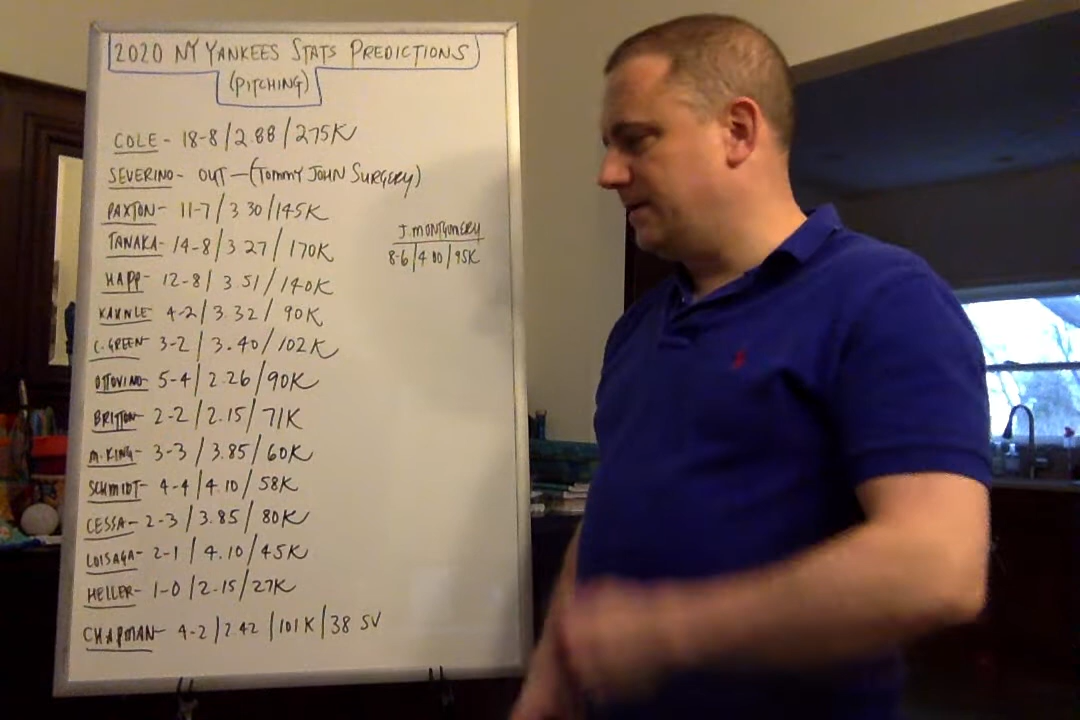 2020 NY YANKEES STATS PREDICTIONS
(PITCHING)
COLE - 18-8 / 2.88 / 275K
SEVERINO - OUT - (TOMMY JOHN SURGERY)
PAXTON - 11-7 / 3.30 / 145K
J. MONTGOMERY
TANAKA - 14-8 / 3.27 / 170K
8-6 / 4.00 / 95K
HAPP - 12-8 / 3.51 / 140K
KAHNLE - 4-2 / 3.32 / 90K
C. GREEN - 3-2 / 3.40 / 102K
OTTOVINO - 5-4 / 2.26 / 90K
BRITTON - 2-2 / 2.15 / 71K
M. KING - 3-3 / 3.85 / 60K
SCHMIDT - 4-4 / 4.10 / 58K
CESSA - 2-3 / 3.85 / 80K
LOISAGA - 2-1 / 4.10 / 45K
HELLER - 1-0 / 2.15 / 27K
CHAPMAN - 4-2 / 2.42 / 101K / 38 SV